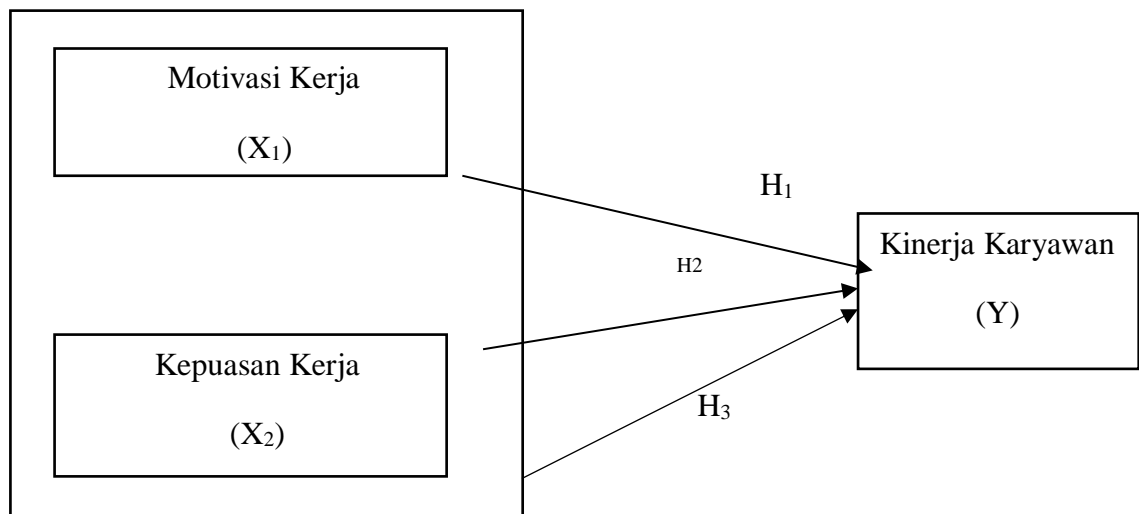 Motivasi Kerja
(X₁)
H₁
Kinerja Karyawan
(Y)
H2
Kepuasan Kerja
(X₂)
H₃